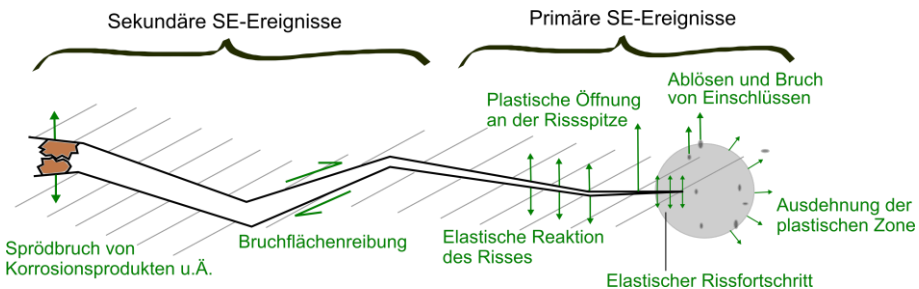 Sekundäre SE-Ereignisse
Primäre SE-Ereignisse
Plastische Öffnung
an der Rissspitze
Ablösen und Bruch
von Einschlüssen
Sprödbruch von
Korrosionsprodukten u.Ä.
Bruchflächenreibung
Elastische Reaktion
des Risses
Ausdehnung der
plastischen Zone
Elastischer Rissfortschritt